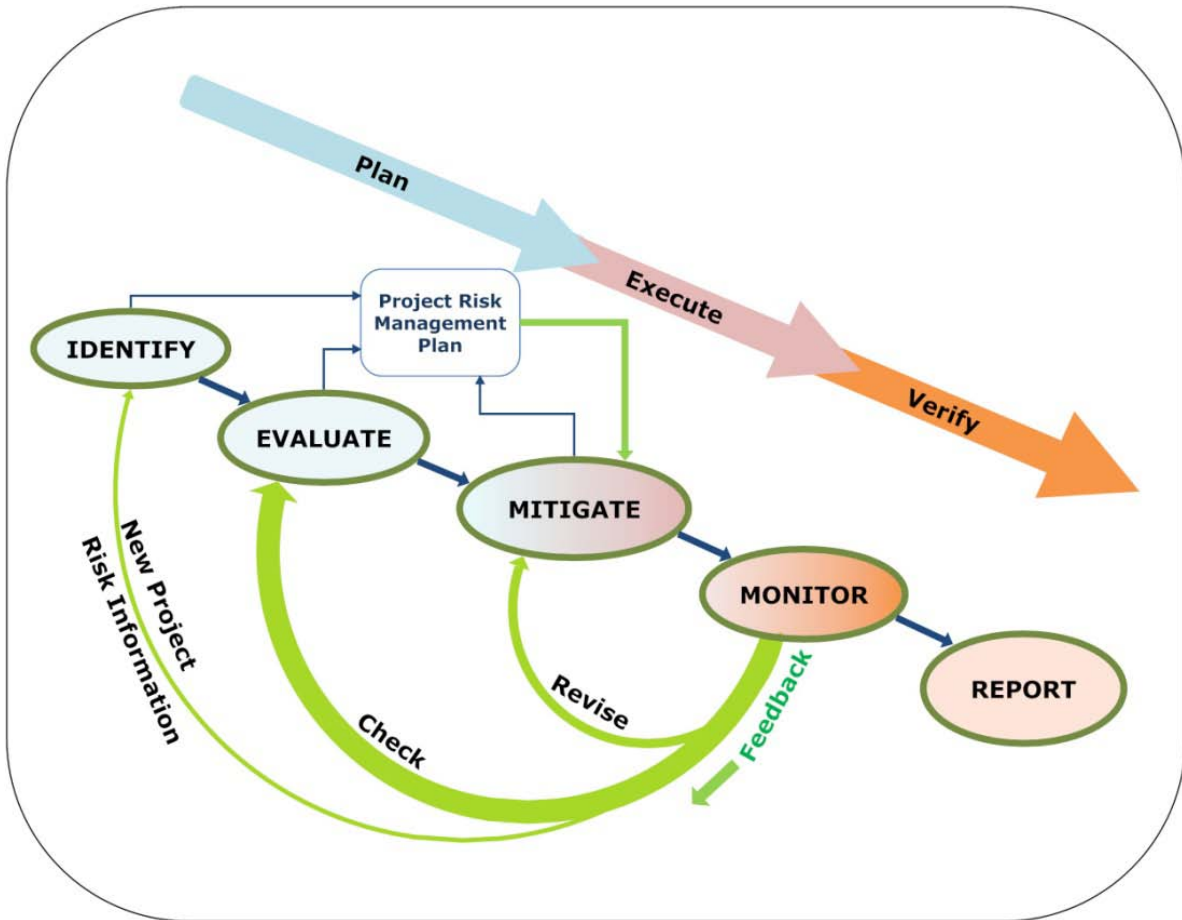 Plan
Execute
Verify
Project Risk
Management
Plan
IDENTIFY
EVALUATE
MITIGATE
MONITOR
REPORT
New Project
Risk Information
Check
Revise
Feedback